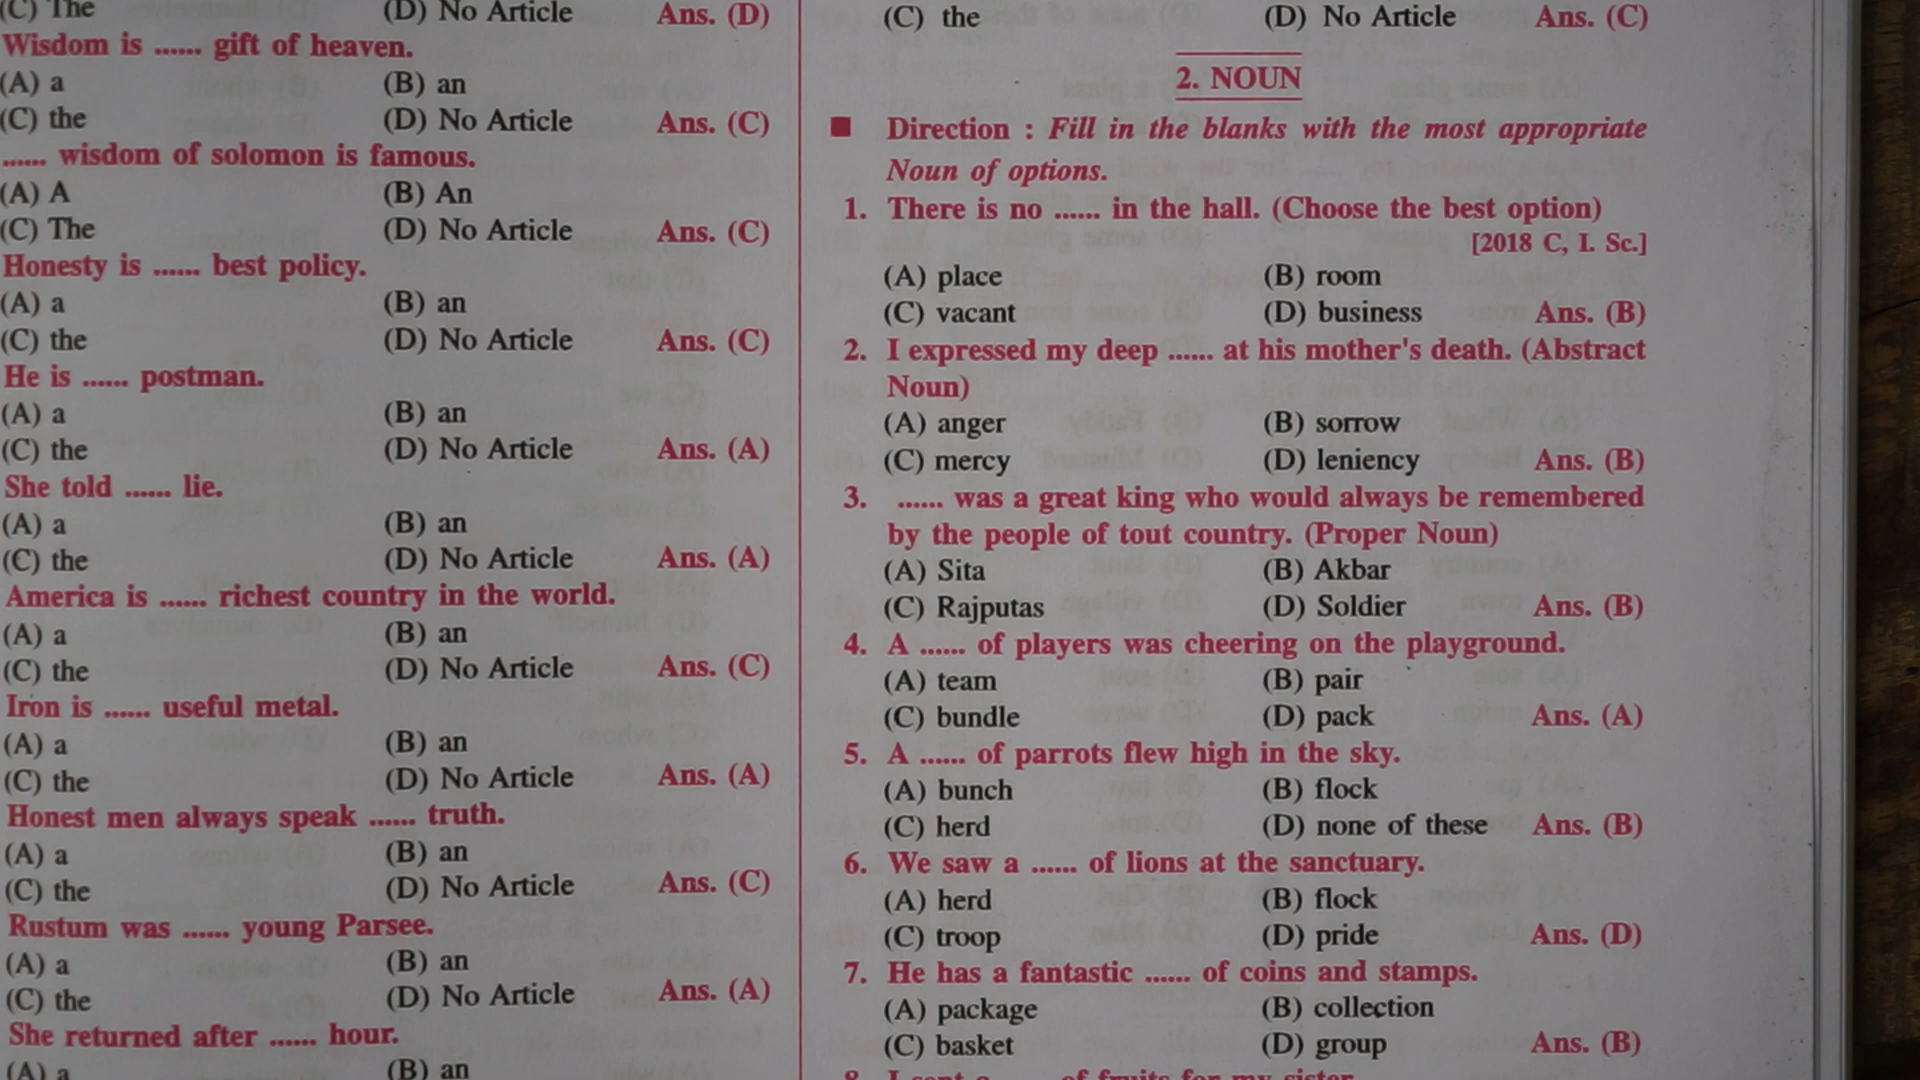 (C) The (D) No Article Ans. (D)
Wisdom is ...... gift of heaven.
(A) a (B) an
(C) the (D) No Article Ans. (C)
...... wisdom of solomon is famous.
(A) A (B) An
(C) The (D) No Article Ans. (C)
Honesty is ...... best policy.
(A) a (B) an
(C) the (D) No Article Ans. (C)
He is ...... postman.
(A) a (B) an
(C) the (D) No Article Ans. (A)
She told ...... lie.
(A) a (B) an
(C) the (D) No Article Ans. (A)
America is ...... richest country in the world.
(A) a (B) an
(C) the (D) No Article Ans. (C)
Iron is ...... useful metal.
(A) a (B) an
(C) the (D) No Article Ans. (A)
Honest men always speak ...... truth.
(A) a (B) an
(C) the (D) No Article Ans. (C)
Rustum was ...... young Parsee.
(A) a (B) an
(C) the (D) No Article Ans. (A)
She returned after ...... hour.
(A) a (B) an
(C) the (D) No Article Ans. (C)
2. NOUN
■ Direction : Fill in the blanks with the most appropriate
Noun of options.
1. There is no ...... in the hall. (Choose the best option)
[2018 C, I. Sc.]
(A) place (B) room
(C) vacant (D) business Ans. (B)
2. I expressed my deep ...... at his mother's death. (Abstract
Noun)
(A) anger (B) sorrow
(C) mercy (D) leniency Ans. (B)
3. ...... was a great king who would always be remembered
by the people of tout country. (Proper Noun)
(A) Sita (B) Akbar
(C) Rajputas (D) Soldier Ans. (B)
4. A ...... of players was cheering on the playground.
(A) team (B) pair
(C) bundle (D) pack Ans. (A)
5. A ...... of parrots flew high in the sky.
(A) bunch (B) flock
(C) herd (D) none of these Ans. (B)
6. We saw a ...... of lions at the sanctuary.
(A) herd (B) flock
(C) troop (D) pride Ans. (D)
7. He has a fantastic ...... of coins and stamps.
(A) package (B) collection
(C) basket (D) group Ans. (B)
8. I sent a ...... of fruits for my sister.